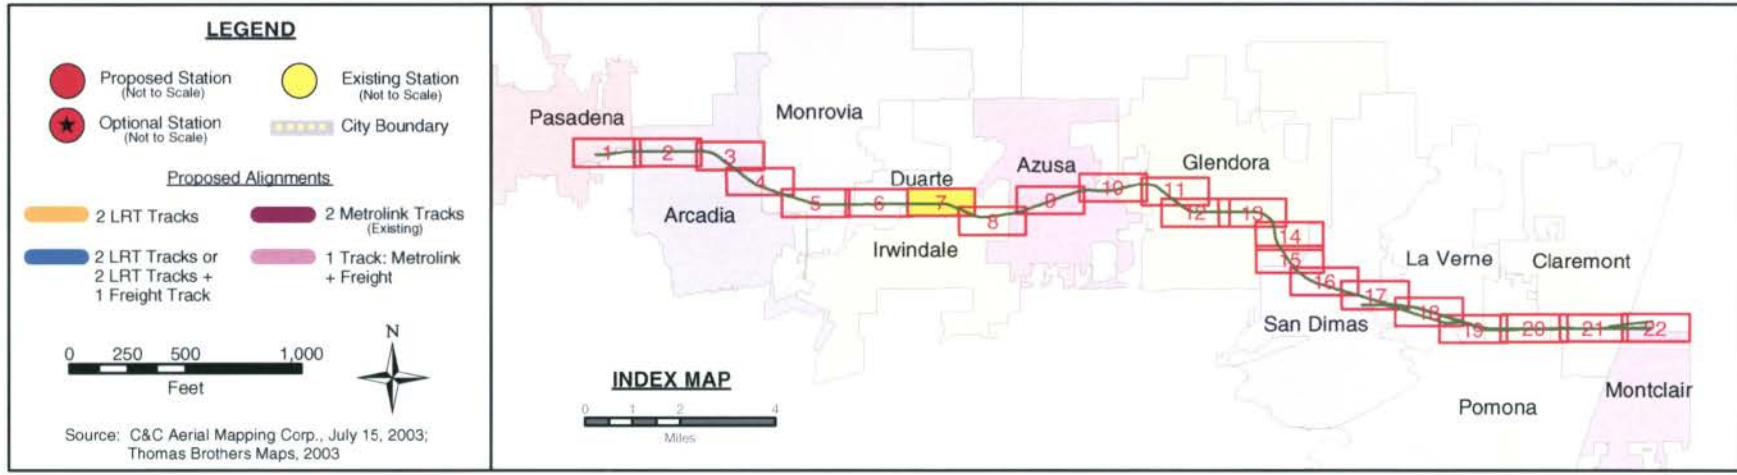 LEGEND
Proposed Station
(Not to Scale)
Existing Station
(Not to Scale)
Optional Station
(Not to Scale)
City Boundary
Proposed Alignments
2 LRT Tracks
2 Metrolink Tracks
(Existing)
2 LRT Tracks or
2 LRT Tracks +
1 Freight Track
1 Track: Metrolink
+ Freight
0 250 500 1,000
Feet
N
Source: C&C Aerial Mapping Corp., July 15, 2003;
Thomas Brothers Maps, 2003
Pasadena
Monrovia
Arcadia
Duarte
Irwindale
Azusa
Glendora
San Dimas
La Verne
Claremont
Pomona
Montclair
1
2
3
4
5
6
7
8
9
10
11
12
13
14
15
16
17
18
19
20
21
22
INDEX MAP
0 1 2 4
Miles